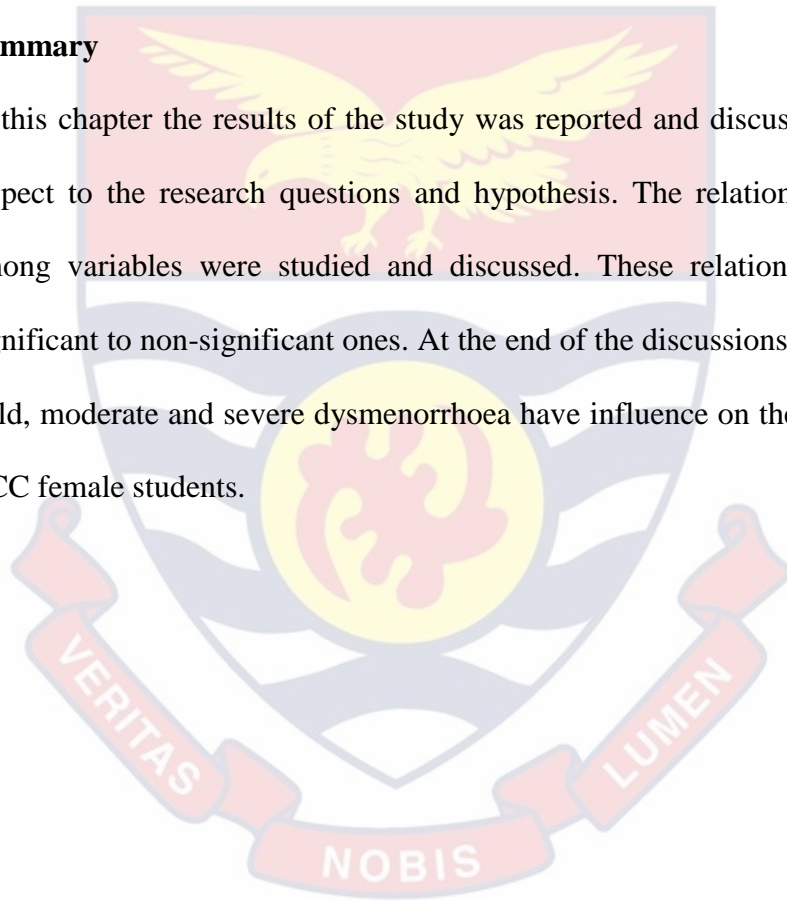 ummary
this chapter the results of the study was reported and discus
pect to the research questions and hypothesis. The relation
nong variables were studied and discussed. These relation
gnificant to non-significant ones. At the end of the discussions
ld, moderate and severe dysmenorrhoea have influence on the
CC female students.
VERITAS
NOBIS
LUMEN